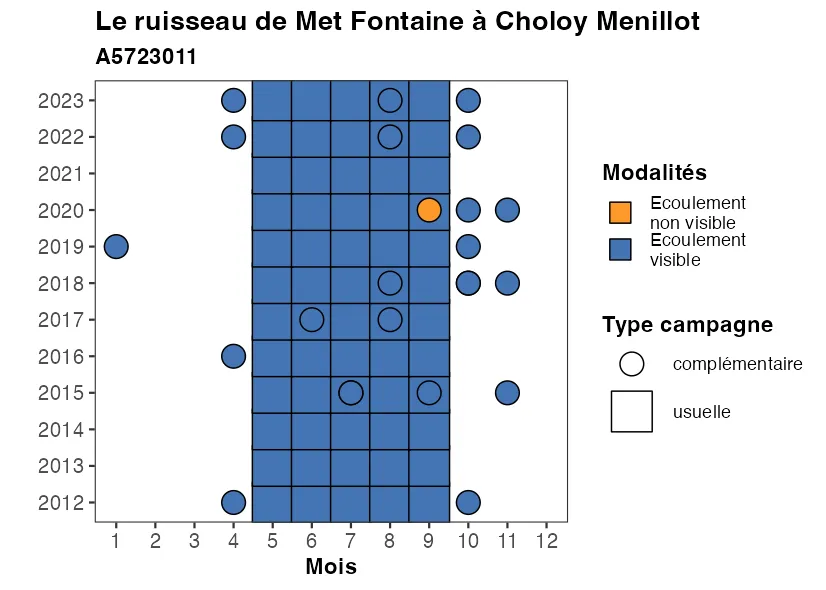 Le ruisseau de Met Fontaine à Choloy Menillot
A5723011
2023
2022
2021
2020
2019
2018
2017
2016
2015
2014
2013
2012
1 2 3 4 5 6 7 8 9 10 11 12
Mois
Modalités
Ecoulement
non visible
Ecoulement
visible
Type campagne
complémentaire
usuelle